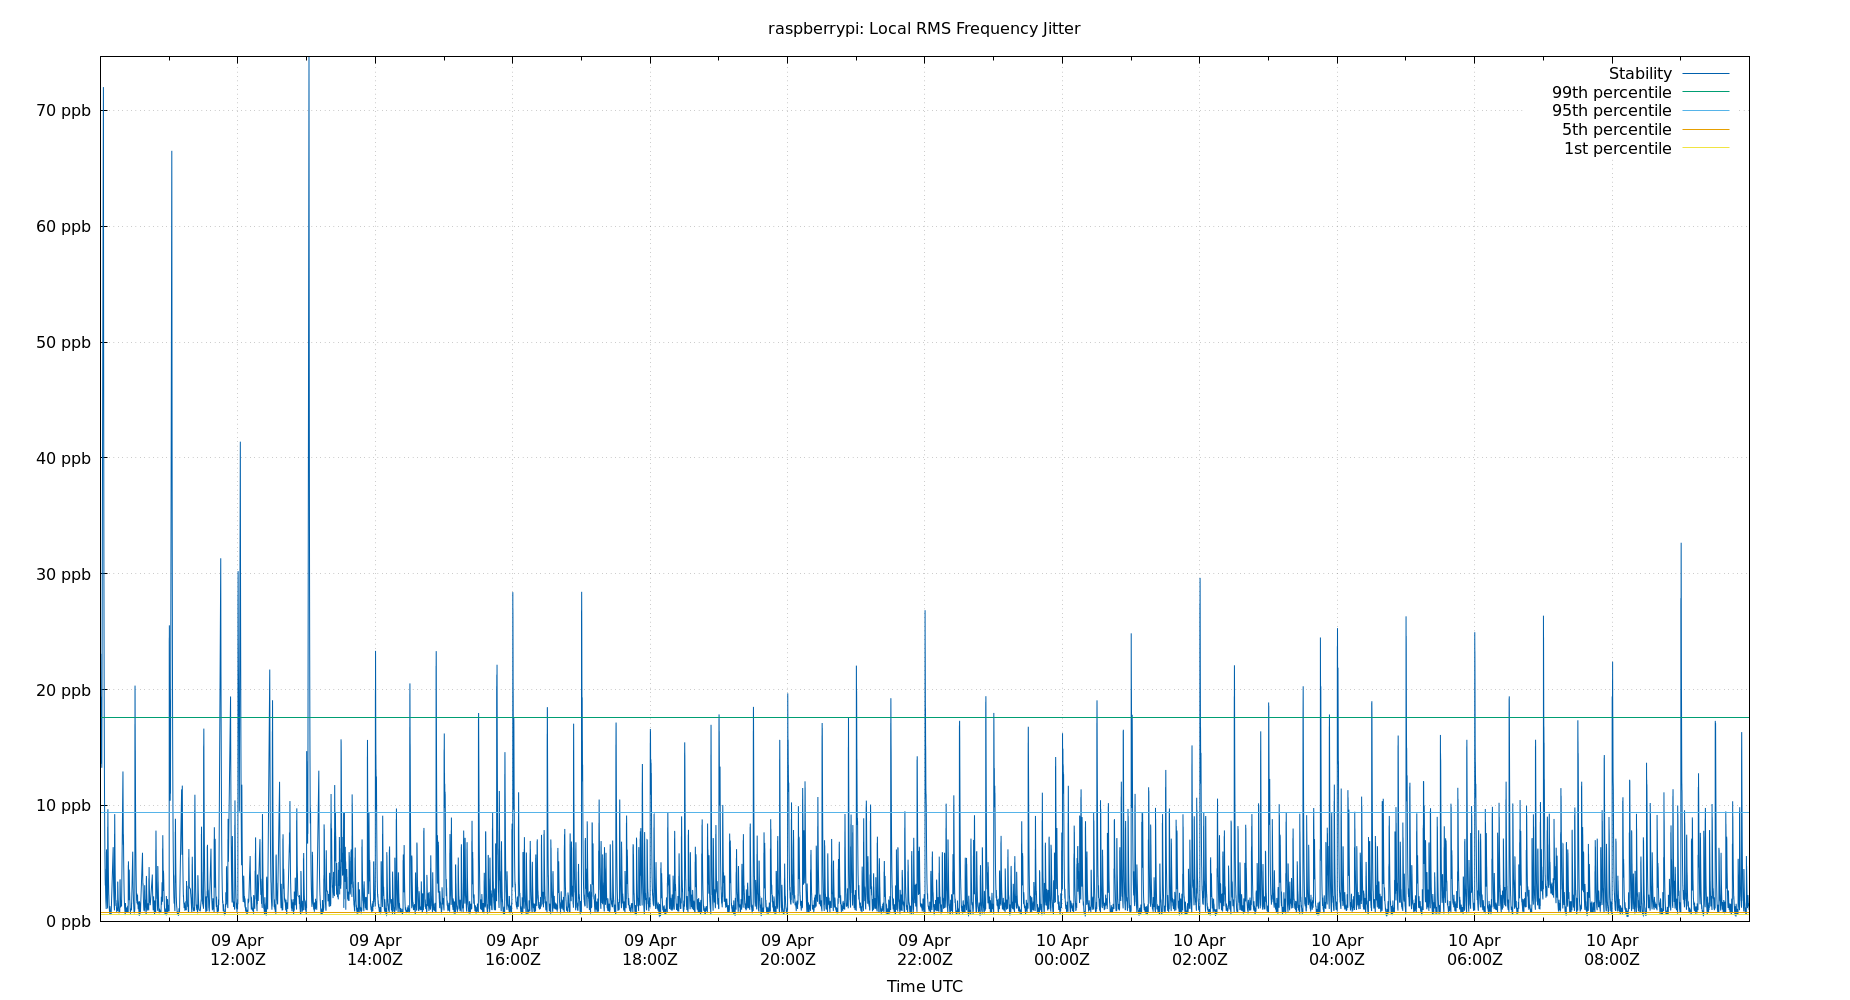 raspberrypi: Local RMS Frequency Jitter
Stability
99th percentile
95th percentile
5th percentile
1st percentile
70 ppb
60 ppb
50 ppb
40 ppb
30 ppb
20 ppb
10 ppb
0 ppb
09 Apr 09 Apr 09 Apr 09 Apr 09 Apr 09 Apr 10 Apr 10 Apr 10 Apr 10 Apr 10 Apr
12:00Z 14:00Z 16:00Z 18:00Z 20:00Z 22:00Z 00:00Z 02:00Z 04:00Z 06:00Z 08:00Z
Time UTC